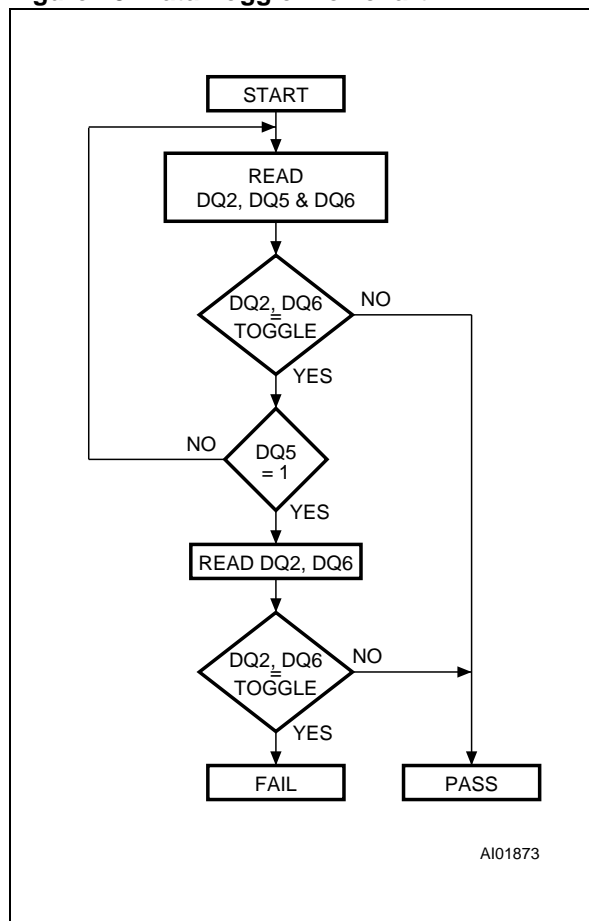 START
READ
DQ2, DQ5 & DQ6
DQ2, DQ6
=
TOGGLE
NO
YES
NO
DQ5
= 1
YES
READ DQ2, DQ6
DQ2, DQ6
=
TOGGLE
NO
YES
FAIL
PASS
AI01873